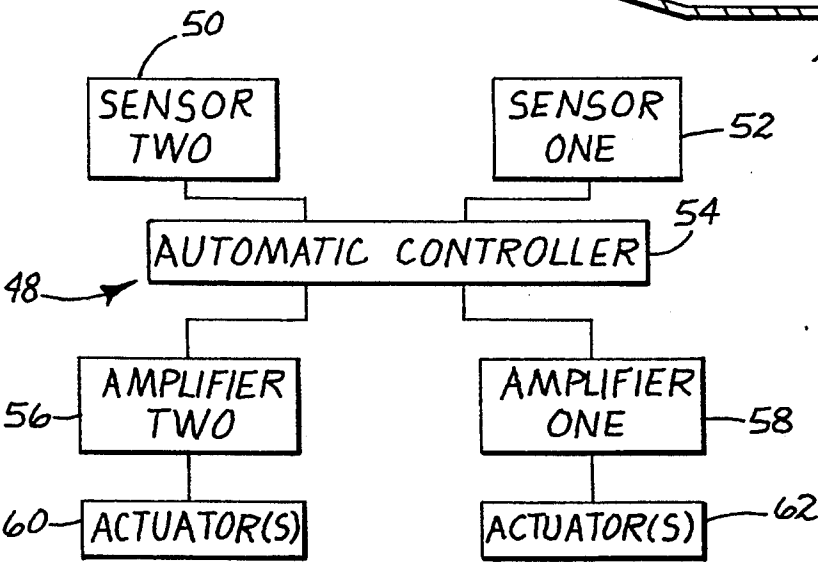 50
SENSOR
TWO
SENSOR
ONE
52
54
AUTOMATIC CONTROLLER
48
AMPLIFIER
TWO
56
AMPLIFIER
ONE
58
60
ACTUATOR(S)
ACTUATOR(S)
62